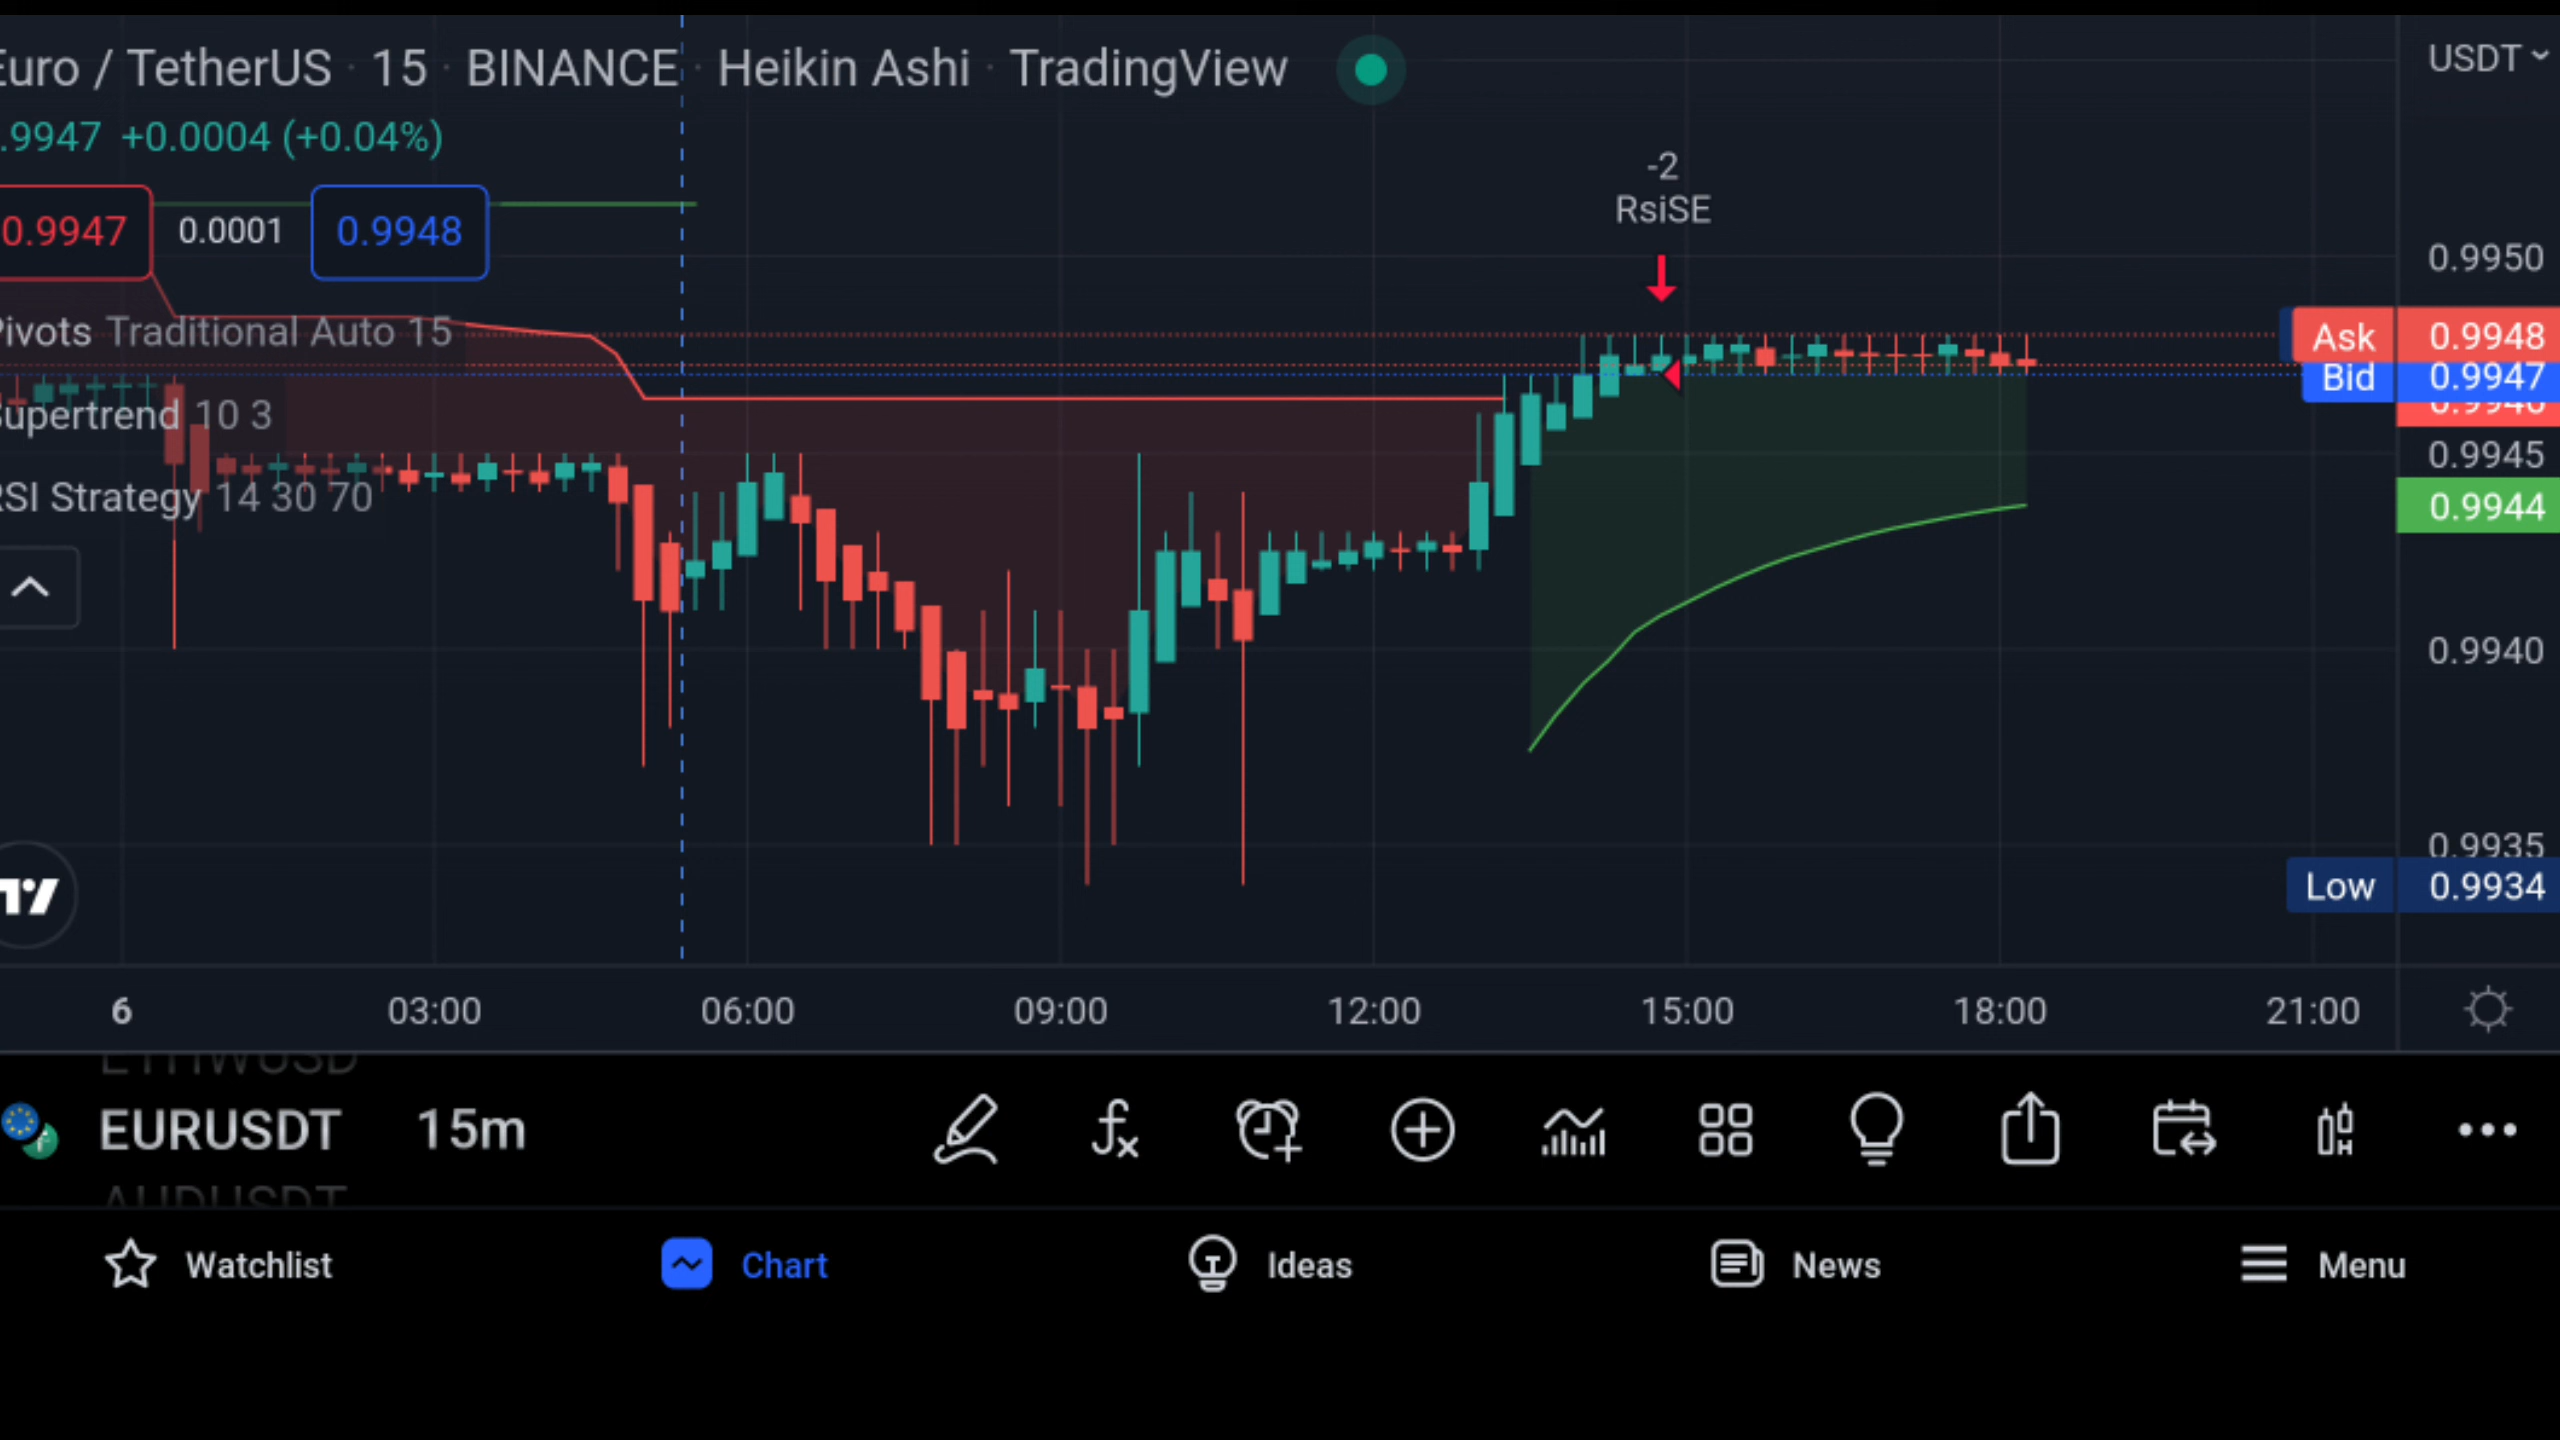 Euro / TetherUS · 15 · BINANCE · Heikin Ashi · TradingView
.9947 +0.0004 (+0.04%)
0.9947 0.0001 0.9948
Pivots Traditional Auto 15
Supertrend 10 3
RSI Strategy 14 30 70
-2
RsiSE
USDT
0.9950
Ask 0.9948
Bid 0.9947
0.9945
0.9944
0.9940
0.9935
Low 0.9934
6 03:00 06:00 09:00 12:00 15:00 18:00 21:00
ETHWUSD
EURUSDT 15m
AUDUSDT
Watchlist Chart Ideas News Menu